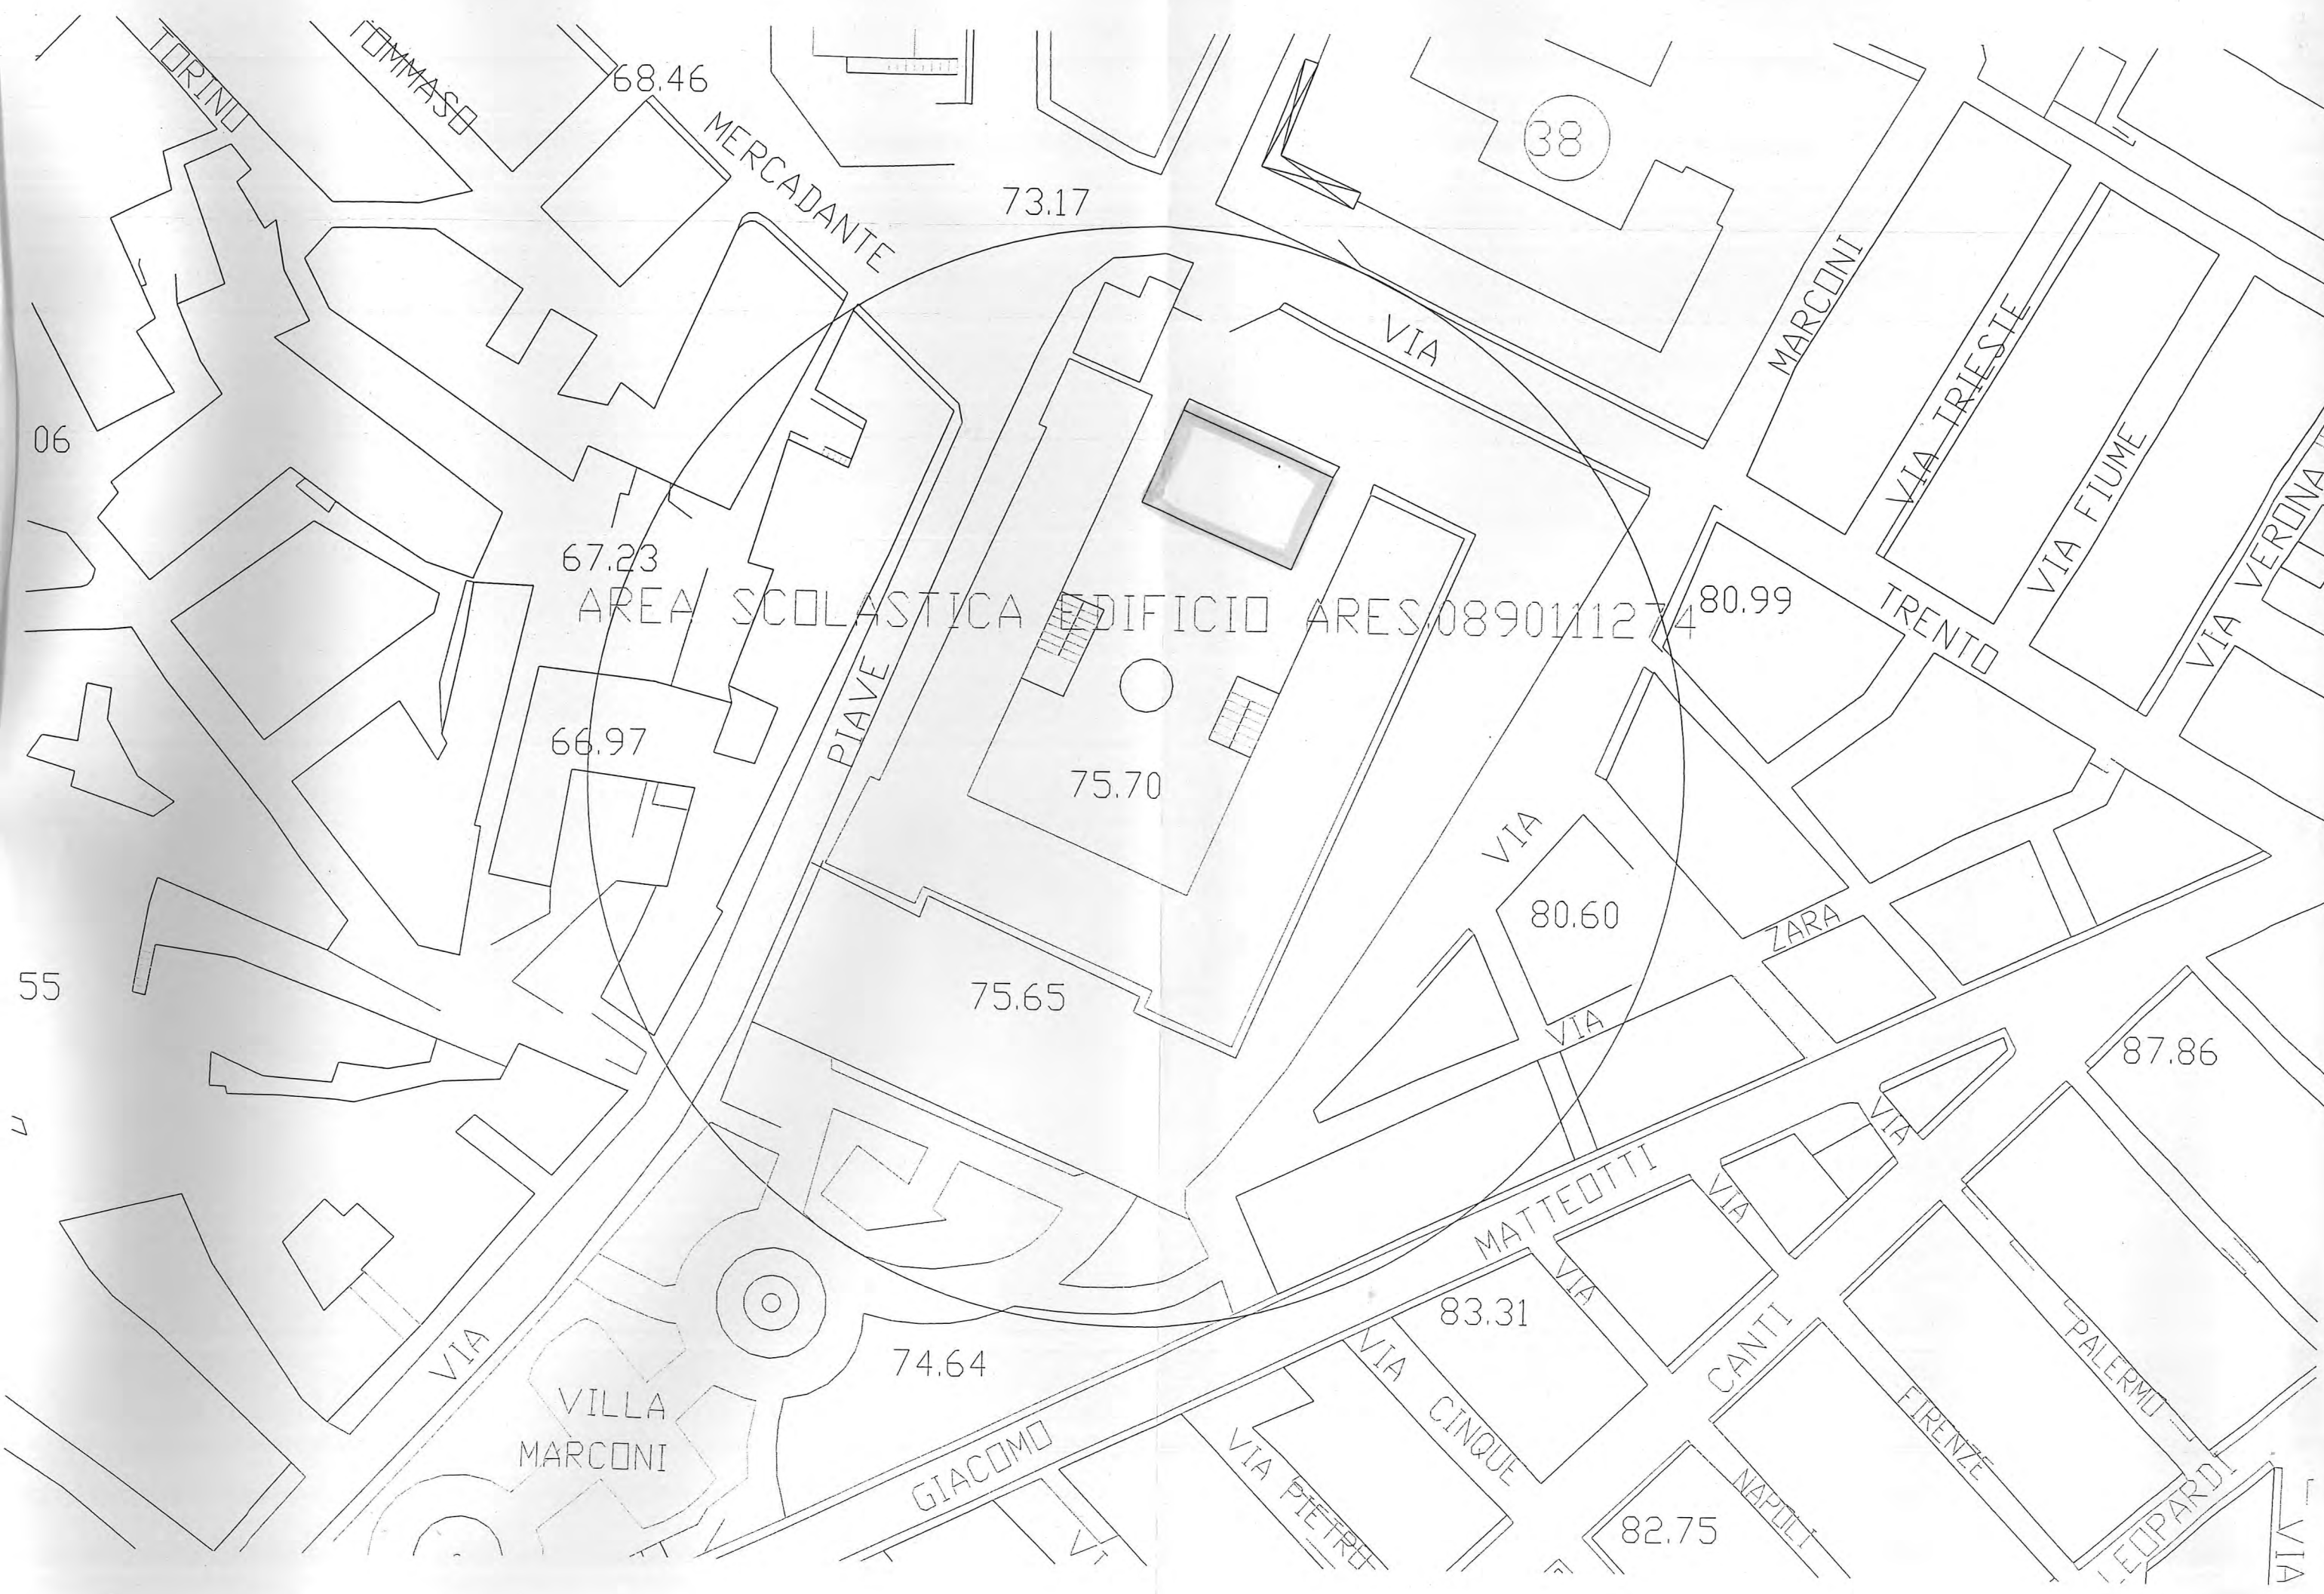 TORINO
TOMMASO
68.46
MERCADANTE
73.17
38
MARCONI
VIA
VIA TRIESTE
VIA FIUME
VIA VERONA
06
67.23
AREA SCOLASTICA EDIFICIO ARES.0890111274
80.99
TRENTO
PIAVE
66.97
75.70
VIA
80.60
ZARA
55
75.65
VIA
87.86
VIA
MATTEOTTI
VIA
VIA
83.31
CANTI
VIA
74.64
VIA CINQUE
PALERMO
VILLA
MARCONI
GIACOMO
VIA PIETRO
FIRENZE
NAPOLI
82.75
LEOPARDI
VIA